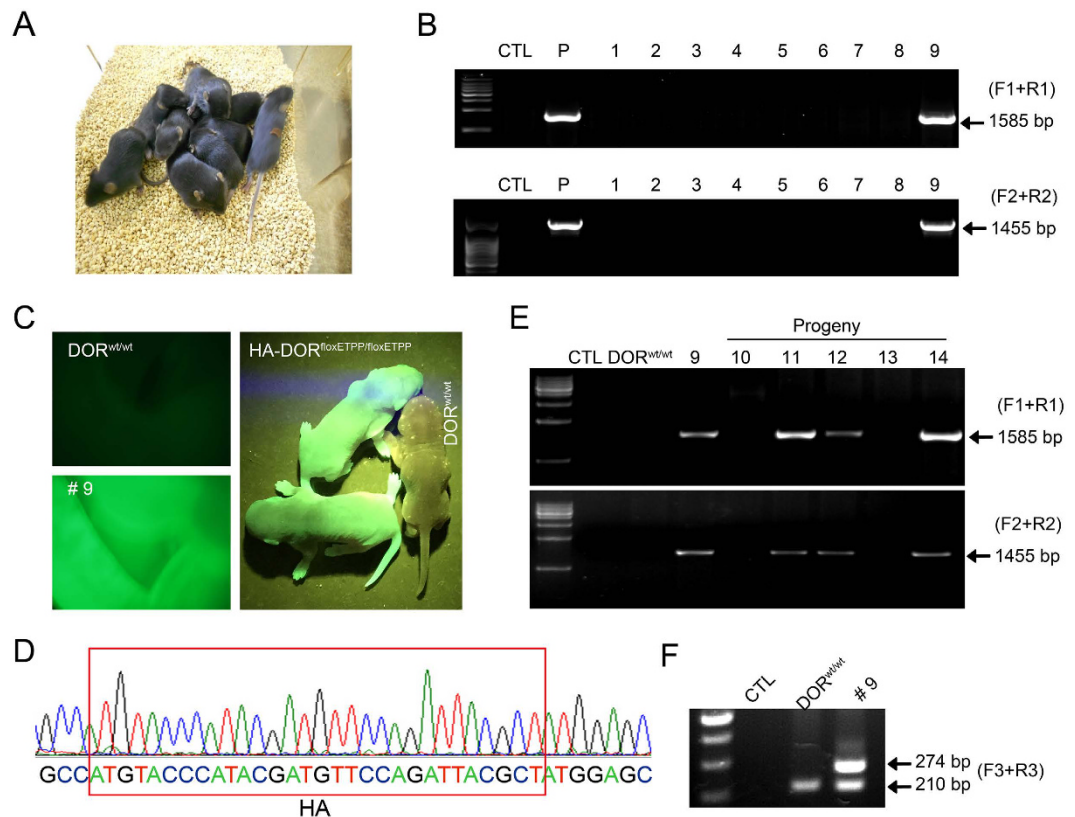 A
B
CTL P 1 2 3 4 5 6 7 8 9
(F1+R1)
1585 bp
CTL P 1 2 3 4 5 6 7 8 9
(F2+R2)
1455 bp
C
DORwt/wt
# 9
HA-DORfloxETPP/floxETPP
DORwt/wt
E
Progeny
CTL DORwt/wt 9 10 11 12 13 14
(F1+R1)
1585 bp
(F2+R2)
1455 bp
D
GCCATGTACCCATACGATGTTCCAGATTACGCTATGGAGC
HA
F
CTL DORwt/wt # 9
274 bp
(F3+R3)
210 bp